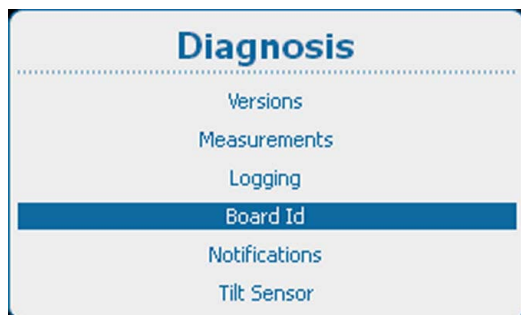 Diagnosis
Versions
Measurements
Logging
Board Id
Notifications
Tilt Sensor